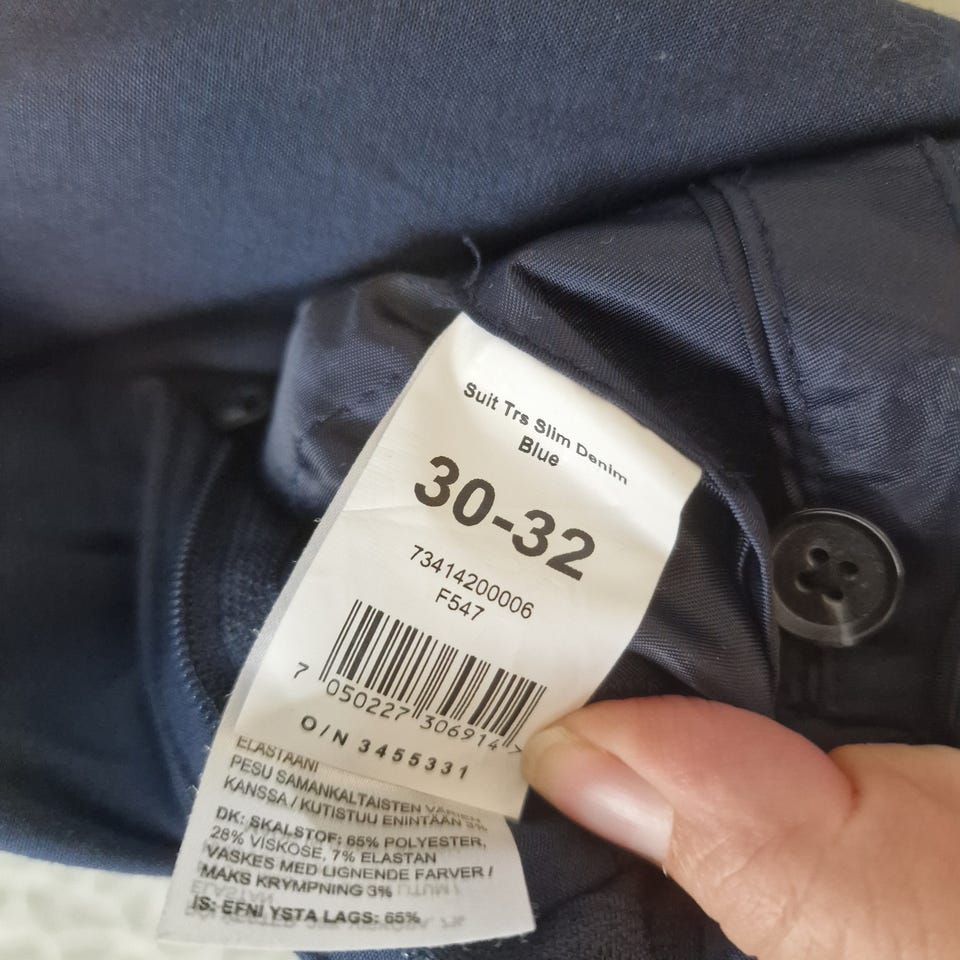 Suit Trs Slim Denim
Blue
30-32
73414200006
F547
7 050227 306914 >
O/N 3455331
ELASTAANI
PESU SAMANKALTAISTEN VÄRIEN
KANSSA / KUTISTUU ENINTÄÄN 3%
DK: SKALSTOF: 65% POLYESTER,
28% VISKOSE, 7% ELASTAN
VASKES MED LIGNENDE FARVER /
MAKS KRYMPNING 3%
IS: EFNI YSTA LAGS: 65%